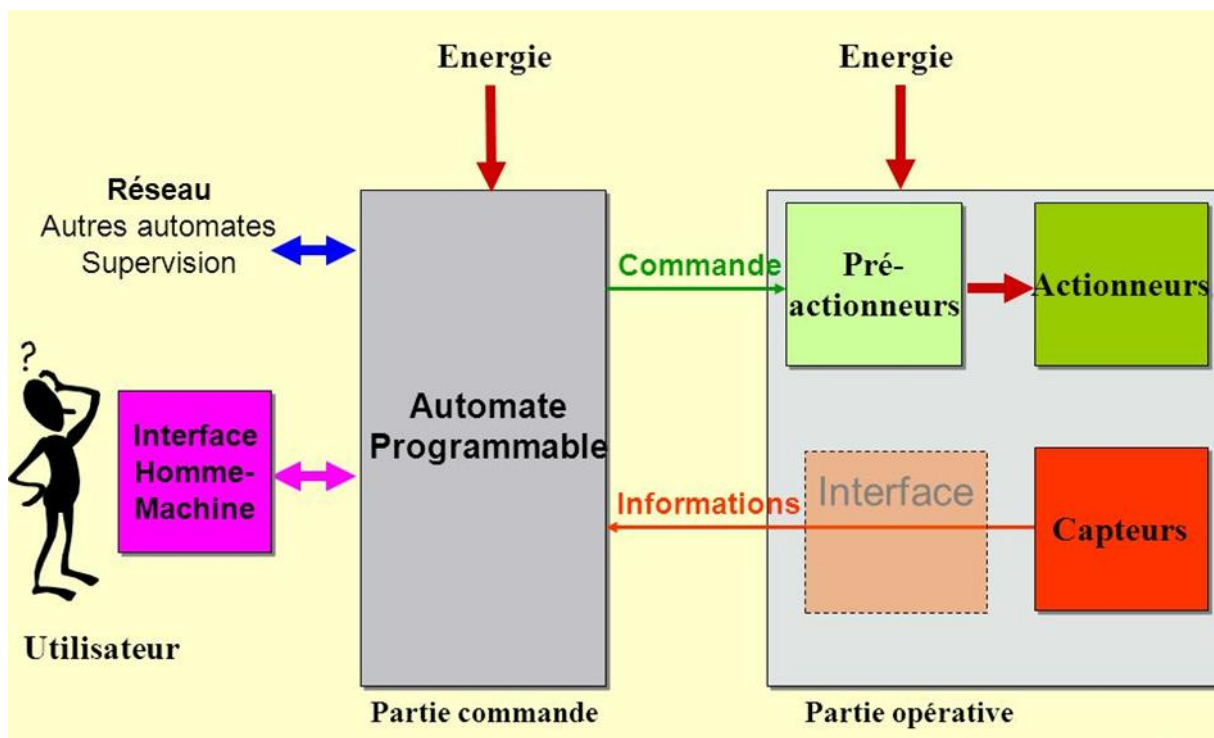 Energie
Energie
Réseau
Autres automates
Supervision
Commande
Pré-
actionneurs
Actionneurs
?
Interface
Homme-
Machine
Automate
Programmable
Informations
Interface
Capteurs
Utilisateur
Partie commande
Partie opérative